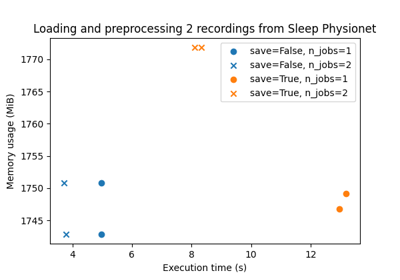 Loading and preprocessing 2 recordings from Sleep Physionet
save=False, n_jobs=1
save=False, n_jobs=2
save=True, n_jobs=1
save=True, n_jobs=2
Memory usage (MiB)
1770
1765
1760
1755
1750
1745
4 6 8 10 12
Execution time (s)